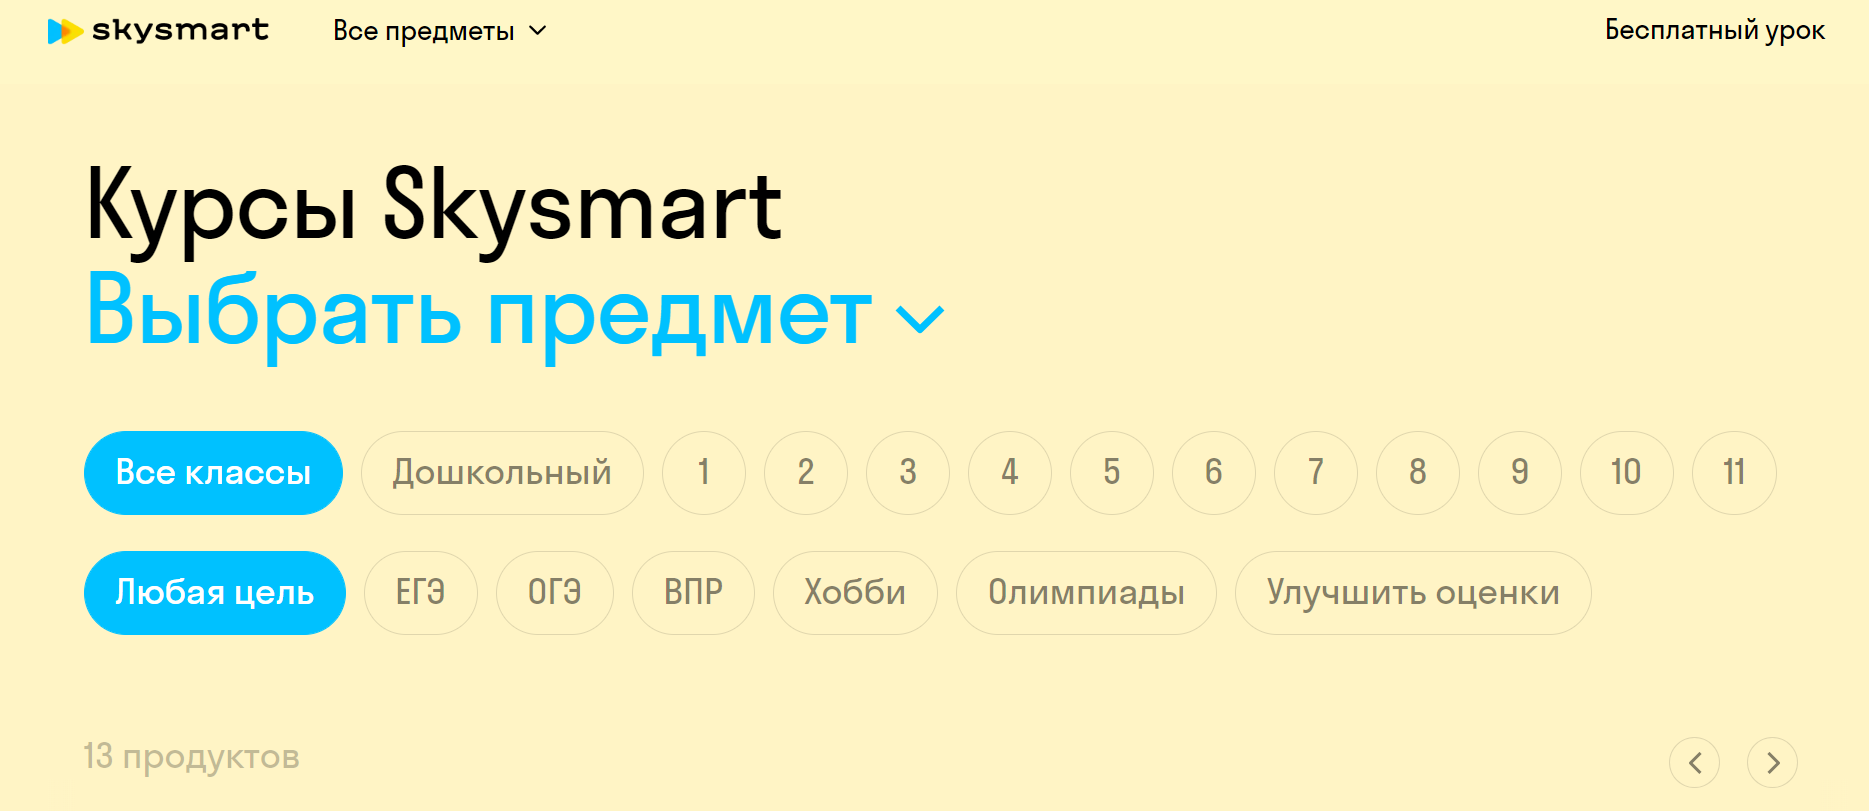 skysmart Все предметы Бесплатный урок
Курсы Skysmart
Выбрать предмет
Все классы Дошкольный 1 2 3 4 5 6 7 8 9 10 11
Любая цель ЕГЭ ОГЭ ВПР Хобби Олимпиады Улучшить оценки
13 продуктов